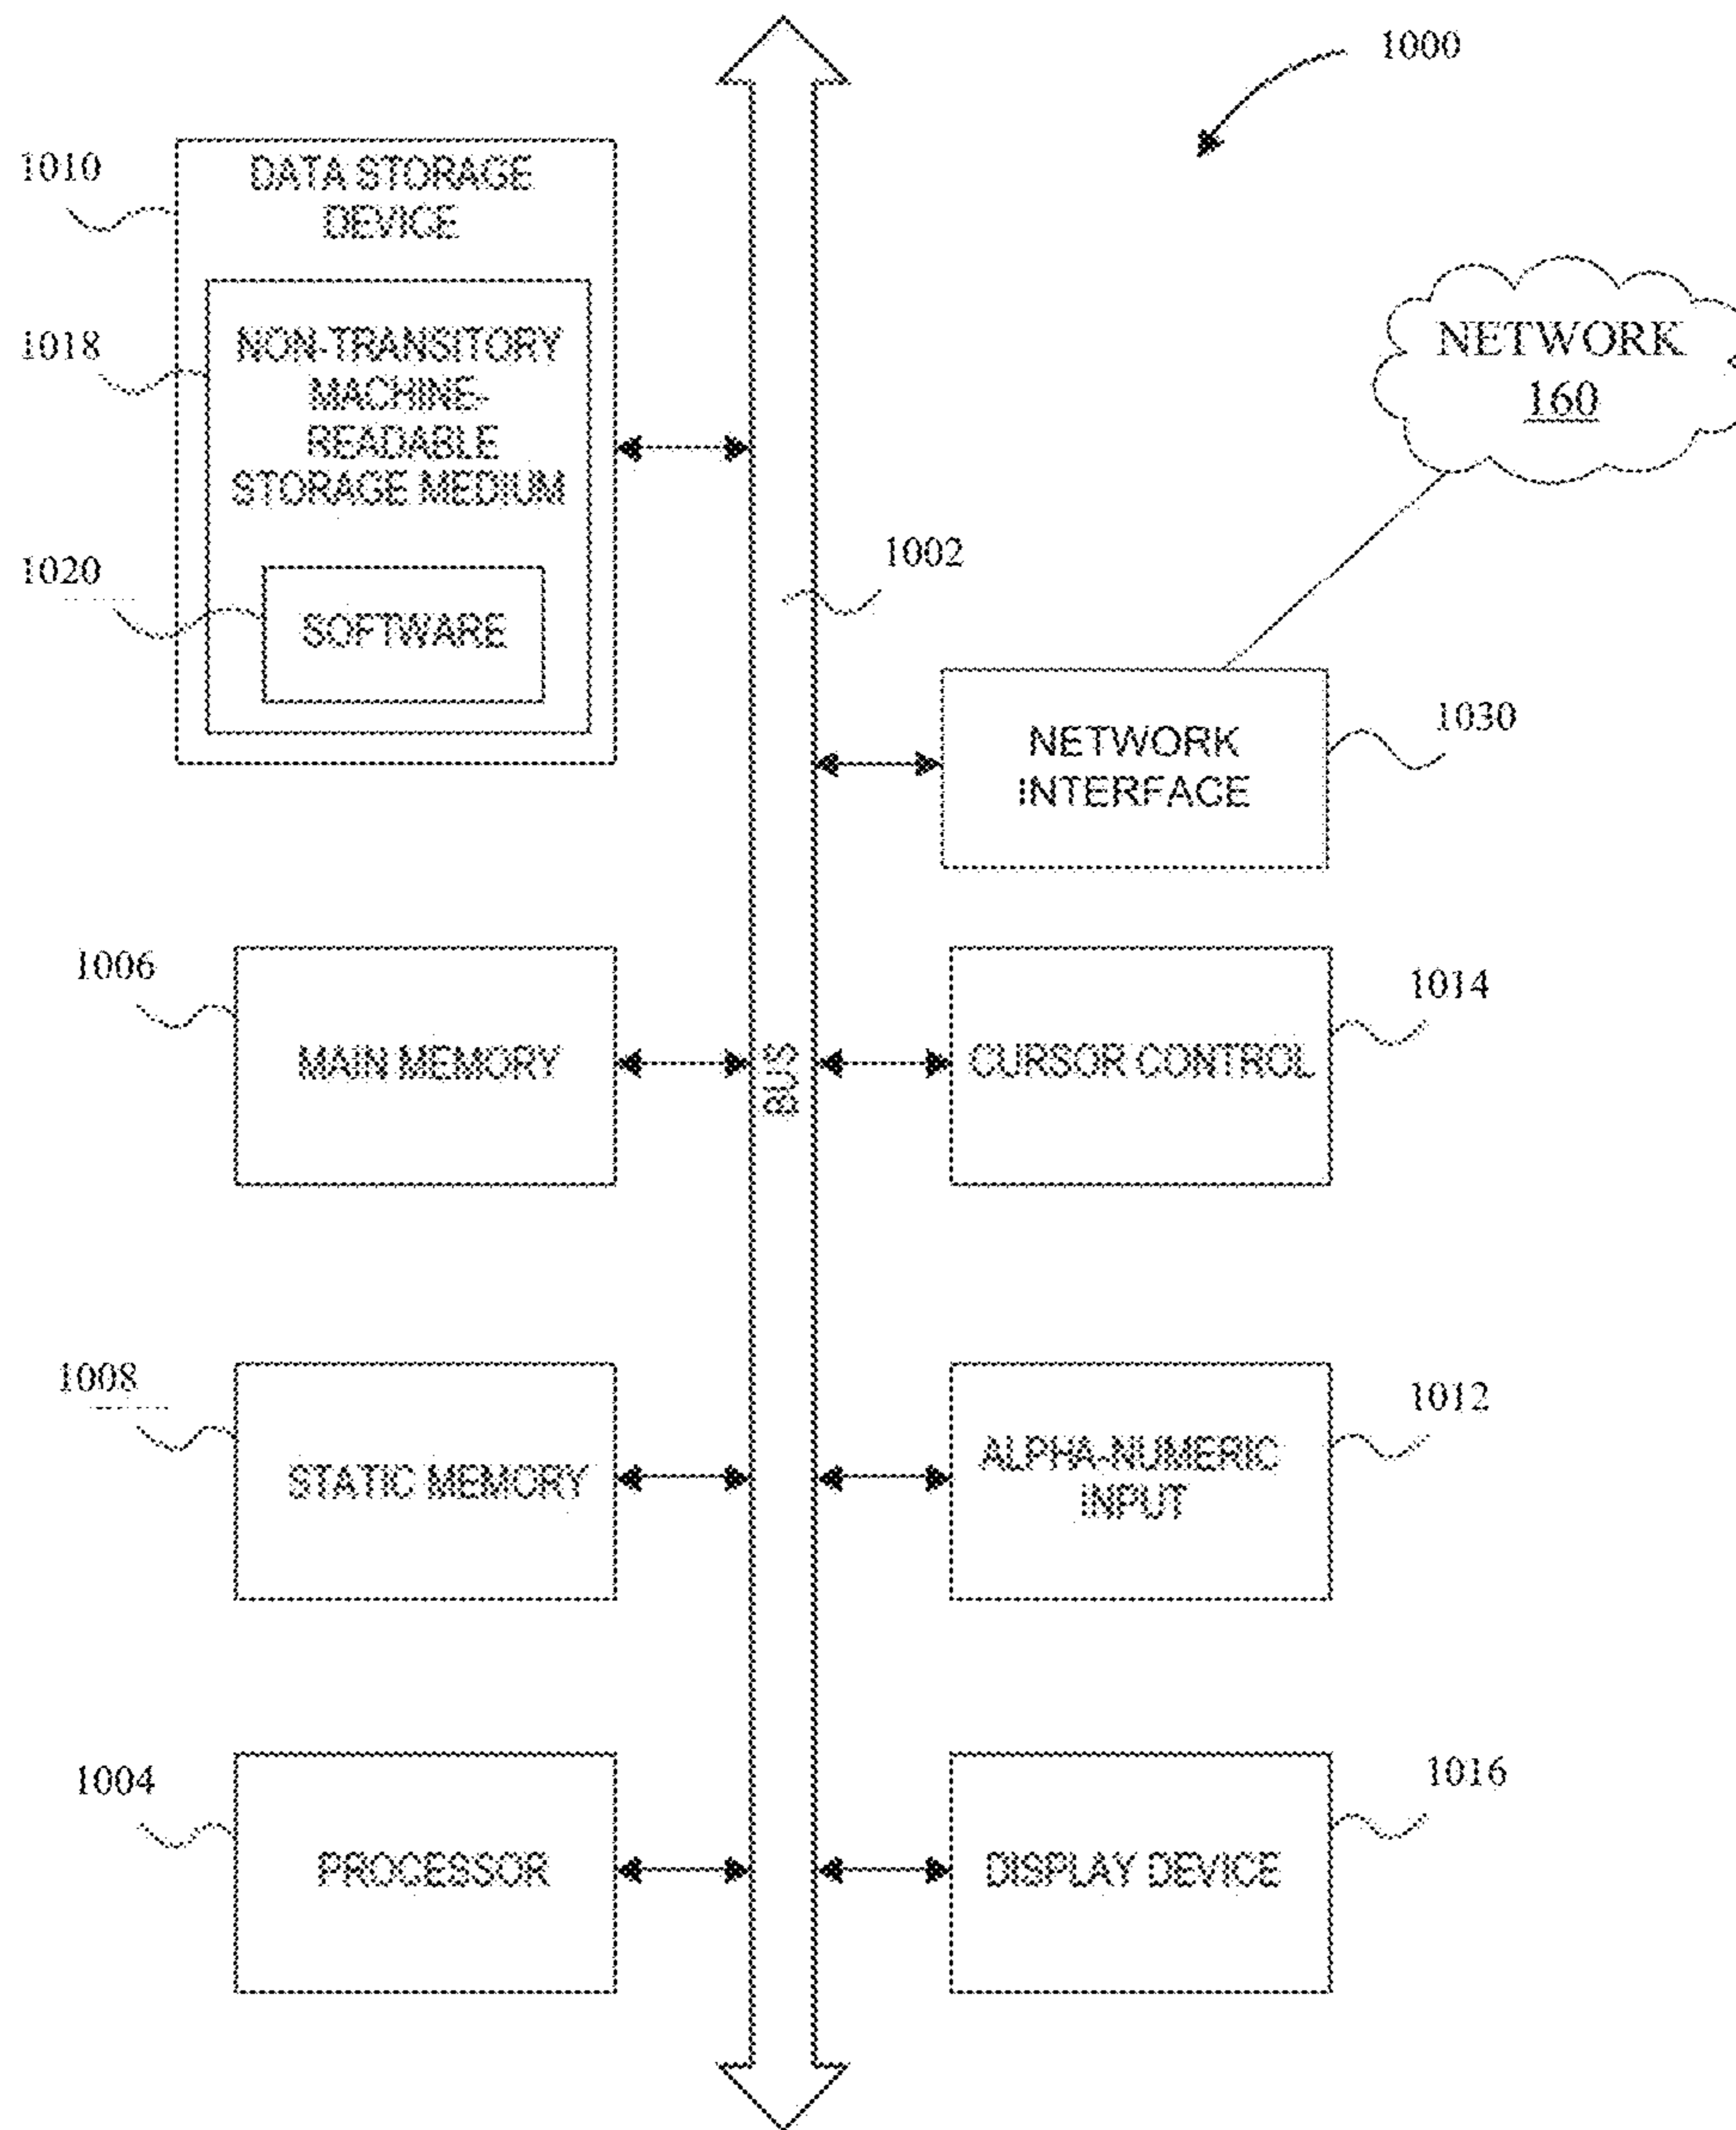 1000
1010
DATA STORAGE
DEVICE
1018
NON-TRANSITORY
MACHINE-
READABLE
STORAGE MEDIUM
NETWORK
160
1020
SOFTWARE
1002
NETWORK
INTERFACE
1030
1006
MAIN MEMORY
BUS
CURSOR CONTROL
1014
1008
STATIC MEMORY
ALPHA-NUMERIC
INPUT
1012
1004
PROCESSOR
DISPLAY DEVICE
1016